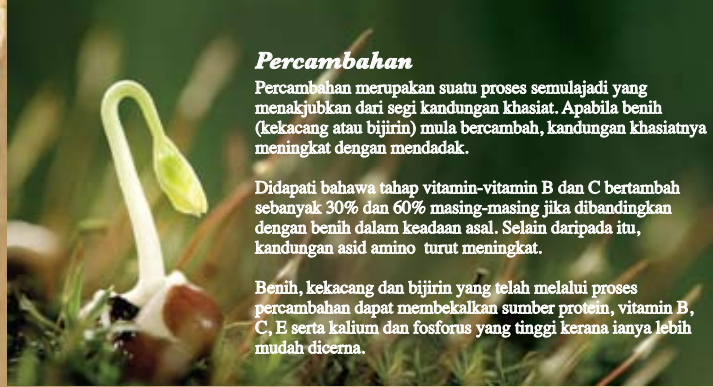 Percambahan
Percambahan merupakan suatu proses semulajadi yang
menakjubkan dari segi kandungan khasiat. Apabila benih
(kekacang atau bijirin) mula bercambah, kandungan khasiatnya
meningkat dengan mendadak.
Didapati bahawa tahap vitamin-vitamin B dan C bertambah
sebanyak 30% dan 60% masing-masing jika dibandingkan
dengan benih dalam keadaan asal. Selain daripada itu,
kandungan asid amino turut meningkat.
Benih, kekacang dan bijirin yang telah melalui proses
percambahan dapat membekalkan sumber protein, vitamin B,
C, E serta kalium dan fosforus yang tinggi kerana ianya lebih
mudah dicerna.